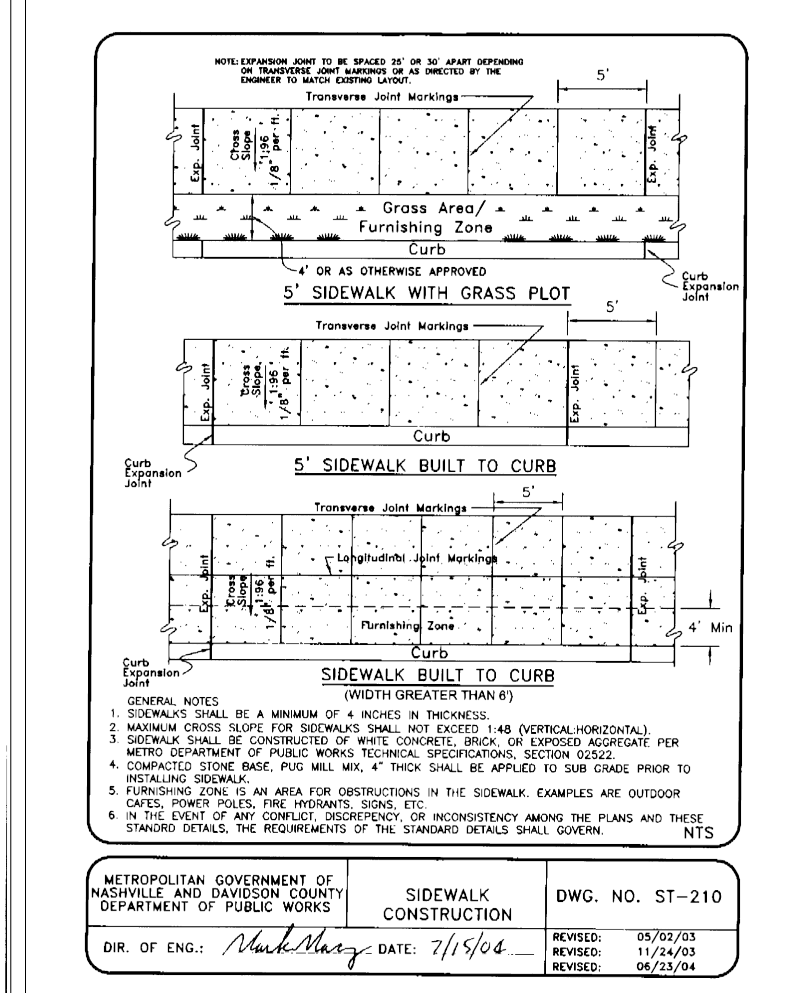 NOTE: EXPANSION JOINT TO BE SPACED 25' OR 30' APART DEPENDING
ON TRANSVERSE JOINT MARKINGS OR AS DIRECTED BY THE
ENGINEER TO MATCH EXISTING LAYOUT.
5'
Transverse Joint Markings
Exp. Joint
Cross
Slope
1:96
1/8" per ft.
Exp. Joint
Grass Area/
Furnishing Zone
Curb
4' OR AS OTHERWISE APPROVED
Curb
Expansion
Joint
5' SIDEWALK WITH GRASS PLOT
5'
Transverse Joint Markings
Exp. Joint
Cross
Slope
1:96
1/8" per ft.
Exp. Joint
Curb
Curb
Expansion
Joint
5' SIDEWALK BUILT TO CURB
5'
Transverse Joint Markings
Longitudinal Joint Markings
Exp. Joint
Cross
Slope
1:96
1/8" per ft.
Exp. Joint
Furnishing Zone
4' Min
Curb
Curb
Expansion
Joint
SIDEWALK BUILT TO CURB
(WIDTH GREATER THAN 6')
GENERAL NOTES
1. SIDEWALKS SHALL BE A MINIMUM OF 4 INCHES IN THICKNESS.
2. MAXIMUM CROSS SLOPE FOR SIDEWALKS SHALL NOT EXCEED 1:48 (VERTICAL:HORIZONTAL).
3. SIDEWALK SHALL BE CONSTRUCTED OF WHITE CONCRETE, BRICK, OR EXPOSED AGGREGATE PER
METRO DEPARTMENT OF PUBLIC WORKS TECHNICAL SPECIFICATIONS, SECTION 02522.
4. COMPACTED STONE BASE, PUG MILL MIX, 4" THICK SHALL BE APPLIED TO SUB GRADE PRIOR TO
INSTALLING SIDEWALK.
5. FURNISHING ZONE IS AN AREA FOR OBSTRUCTIONS IN THE SIDEWALK. EXAMPLES ARE OUTDOOR
CAFES, POWER POLES, FIRE HYDRANTS, SIGNS, ETC.
6. IN THE EVENT OF ANY CONFLICT, DISCREPENCY, OR INCONSISTENCY AMONG THE PLANS AND THESE
STANDRD DETAILS, THE REQUIREMENTS OF THE STANDARD DETAILS SHALL GOVERN.
NTS
METROPOLITAN GOVERNMENT OF
NASHVILLE AND DAVIDSON COUNTY
DEPARTMENT OF PUBLIC WORKS
SIDEWALK
CONSTRUCTION
DWG. NO. ST-210
DIR. OF ENG.: Mark Macy DATE: 7/15/04
REVISED: 05/02/03
REVISED: 11/24/03
REVISED: 06/23/04